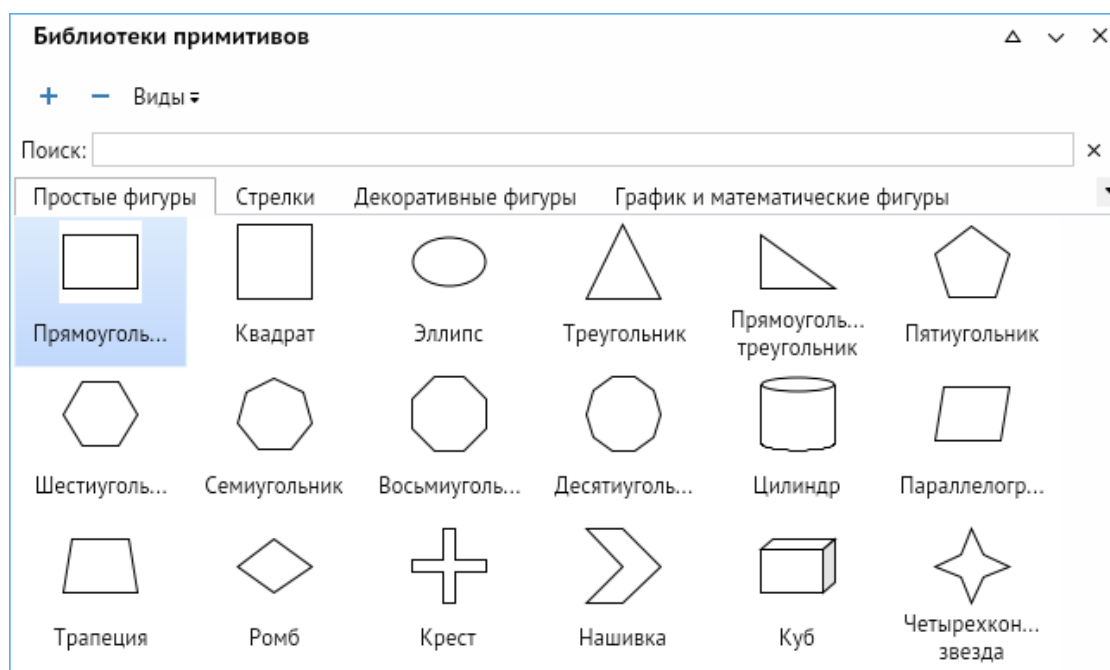 Библиотеки примитивов
Виды
Поиск:
Простые фигуры Стрелки Декоративные фигуры График и математические фигуры
Прямоуголь... Квадрат Эллипс Треугольник Прямоуголь... треугольник Пятиугольник
Шестиуголь... Семиугольник Восьмиуголь... Десятиуголь... Цилиндр Параллелогр...
Трапеция Ромб Крест Нашивка Куб Четырехкон... звезда